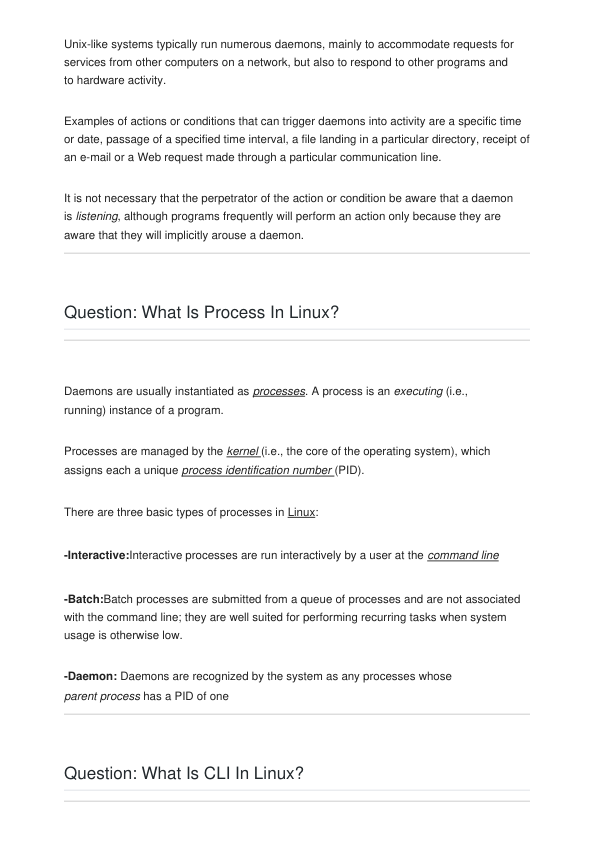 Unix-like systems typically run numerous daemons, mainly to accommodate requests for
services from other computers on a network, but also to respond to other programs and
to hardware activity.
Examples of actions or conditions that can trigger daemons into activity are a specific time
or date, passage of a specified time interval, a file landing in a particular directory, receipt of
an e-mail or a Web request made through a particular communication line.
It is not necessary that the perpetrator of the action or condition be aware that a daemon
is listening, although programs frequently will perform an action only because they are
aware that they will implicitly arouse a daemon.
Question: What Is Process In Linux?
Daemons are usually instantiated as processes. A process is an executing (i.e.,
running) instance of a program.
Processes are managed by the kernel (i.e., the core of the operating system), which
assigns each a unique process identification number (PID).
There are three basic types of processes in Linux:
-Interactive:Interactive processes are run interactively by a user at the command line
-Batch:Batch processes are submitted from a queue of processes and are not associated
with the command line; they are well suited for performing recurring tasks when system
usage is otherwise low.
-Daemon: Daemons are recognized by the system as any processes whose
parent process has a PID of one
Question: What Is CLI In Linux?